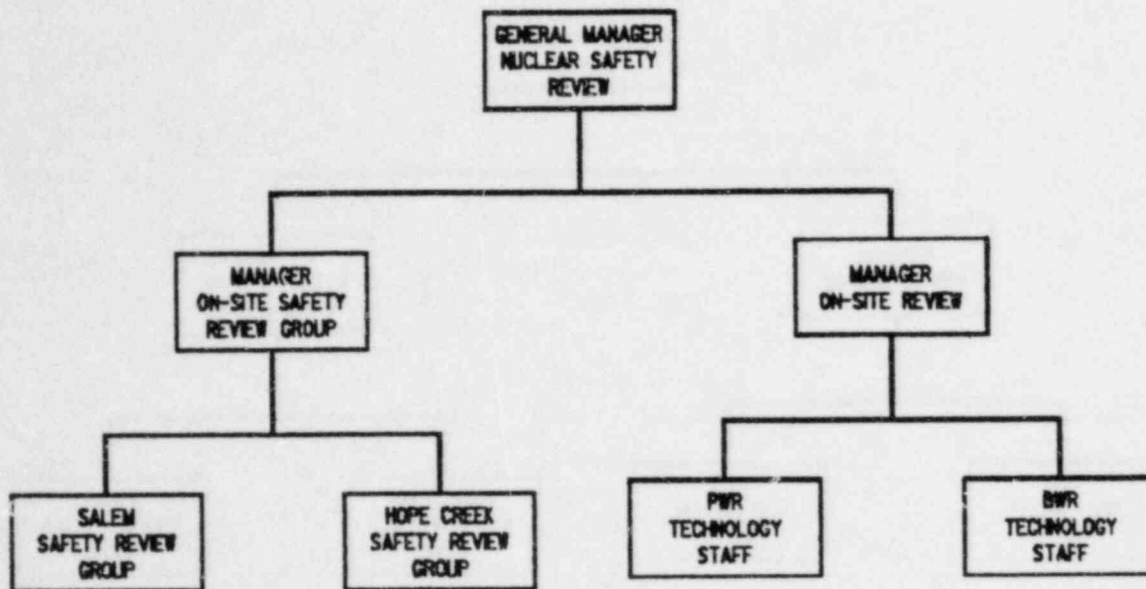 GENERAL MANAGER
NUCLEAR SAFETY
REVIEW
MANAGER
ON-SITE SAFETY
REVIEW GROUP
MANAGER
ON-SITE REVIEW
SALEM
SAFETY REVIEW
GROUP
HOPE CREEK
SAFETY REVIEW
GROUP
PWR
TECHNOLOGY
STAFF
BWR
TECHNOLOGY
STAFF